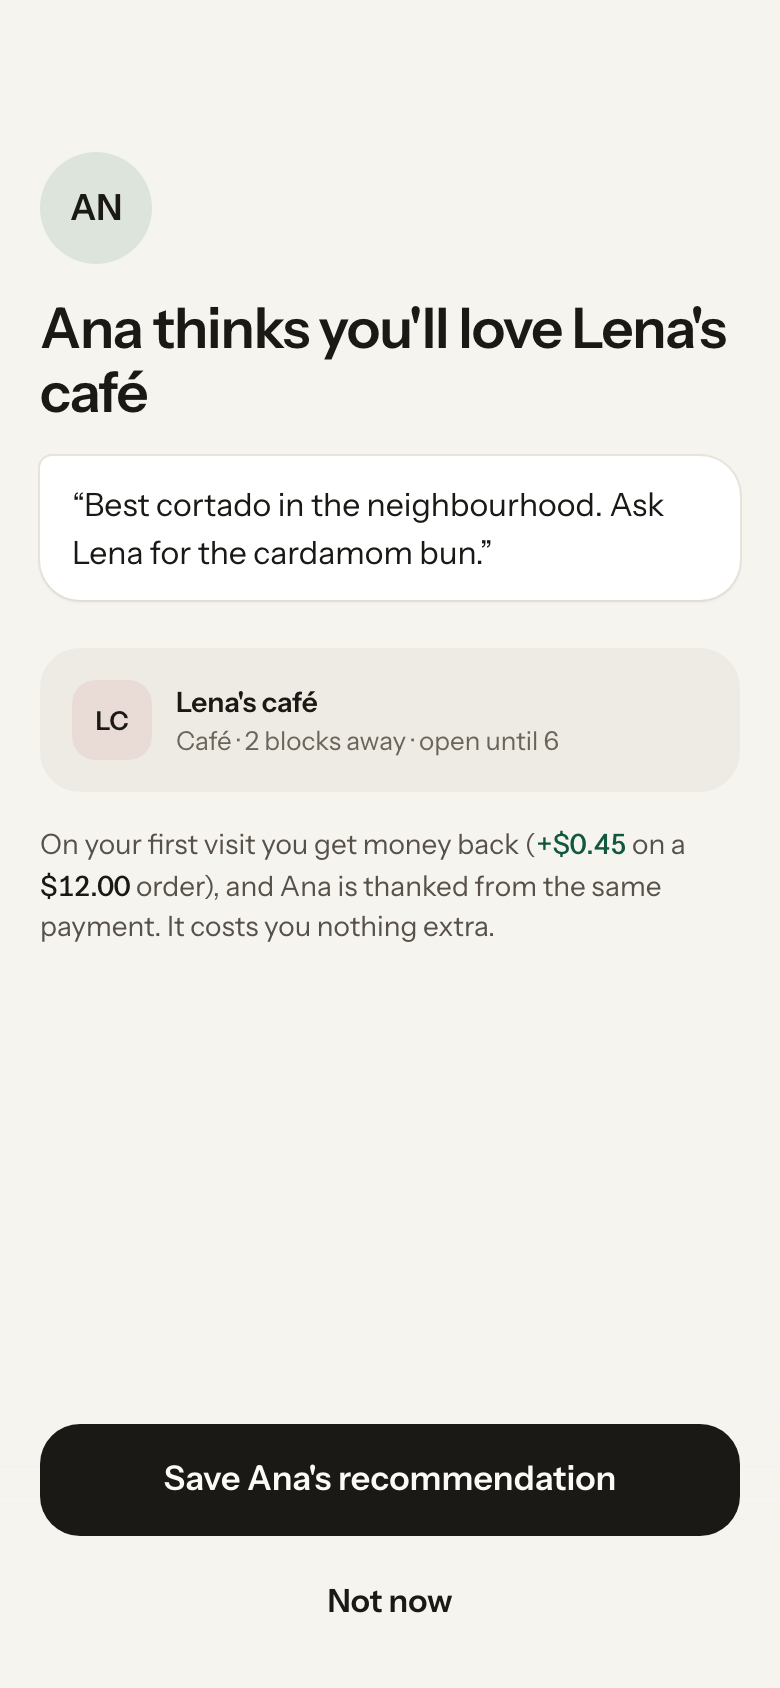 AN
Ana thinks you'll love Lena's
café
“Best cortado in the neighbourhood. Ask
Lena for the cardamom bun.”
LC
Lena's café
Café · 2 blocks away · open until 6
On your first visit you get money back (+$0.45 on a
$12.00 order), and Ana is thanked from the same
payment. It costs you nothing extra.
Save Ana's recommendation
Not now